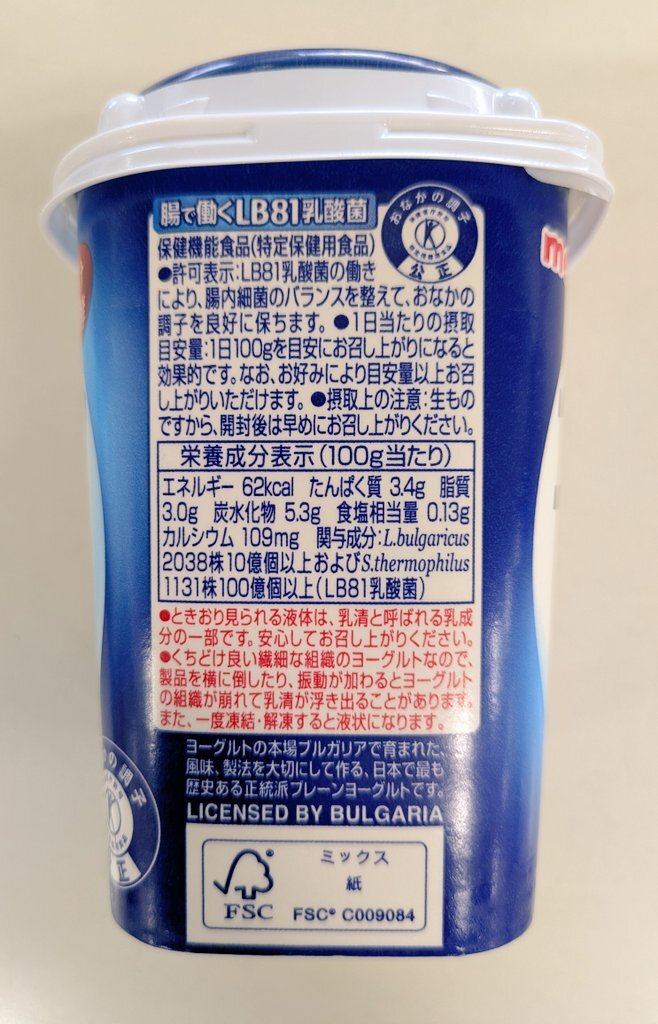 腸で働くLB81乳酸菌
おなかの調子
公正
保健機能食品(特定保健用食品)
●許可表示:LB81乳酸菌の働き
により、腸内細菌のバランスを整えて、おなかの
調子を良好に保ちます。●1日当たりの摂取
目安量:1日100gを目安にお召し上がりになると
効果的です。なお、お好みにより目安量以上お召
し上がりいただけます。●摂取上の注意:生もの
ですから、開封後は早めにお召し上がりください。
栄養成分表示(100g当たり)
エネルギー 62kcal たんぱく質 3.4g 脂質
3.0g 炭水化物 5.3g 食塩相当量 0.13g
カルシウム 109mg 関与成分:L.bulgaricus
2038株10億個以上およびS.thermophilus
1131株100億個以上(LB81乳酸菌)
●ときおり見られる液体は、乳清と呼ばれる乳成
分の一部です。安心してお召し上がりください。
●くちどけ良い繊細な組織のヨーグルトなので、
製品を横に倒したり、振動が加わるとヨーグルト
の組織が崩れて乳清が浮き出ることがあります。
また、一度凍結・解凍すると液状になります。
ヨーグルトの本場ブルガリアで育まれた、
風味、製法を大切にして作る、日本で最も
歴史ある正統派プレーンヨーグルトです。
LICENSED BY BULGARIA
の調子
正
FSC
ミックス
紙
FSC® C009084